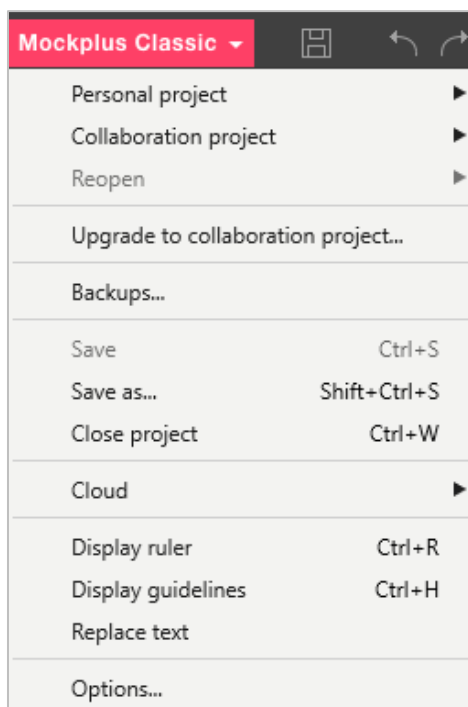 Mockplus Classic
Personal project
Collaboration project
Reopen
Upgrade to collaboration project...
Backups...
Save Ctrl+S
Save as... Shift+Ctrl+S
Close project Ctrl+W
Cloud
Display ruler Ctrl+R
Display guidelines Ctrl+H
Replace text
Options...